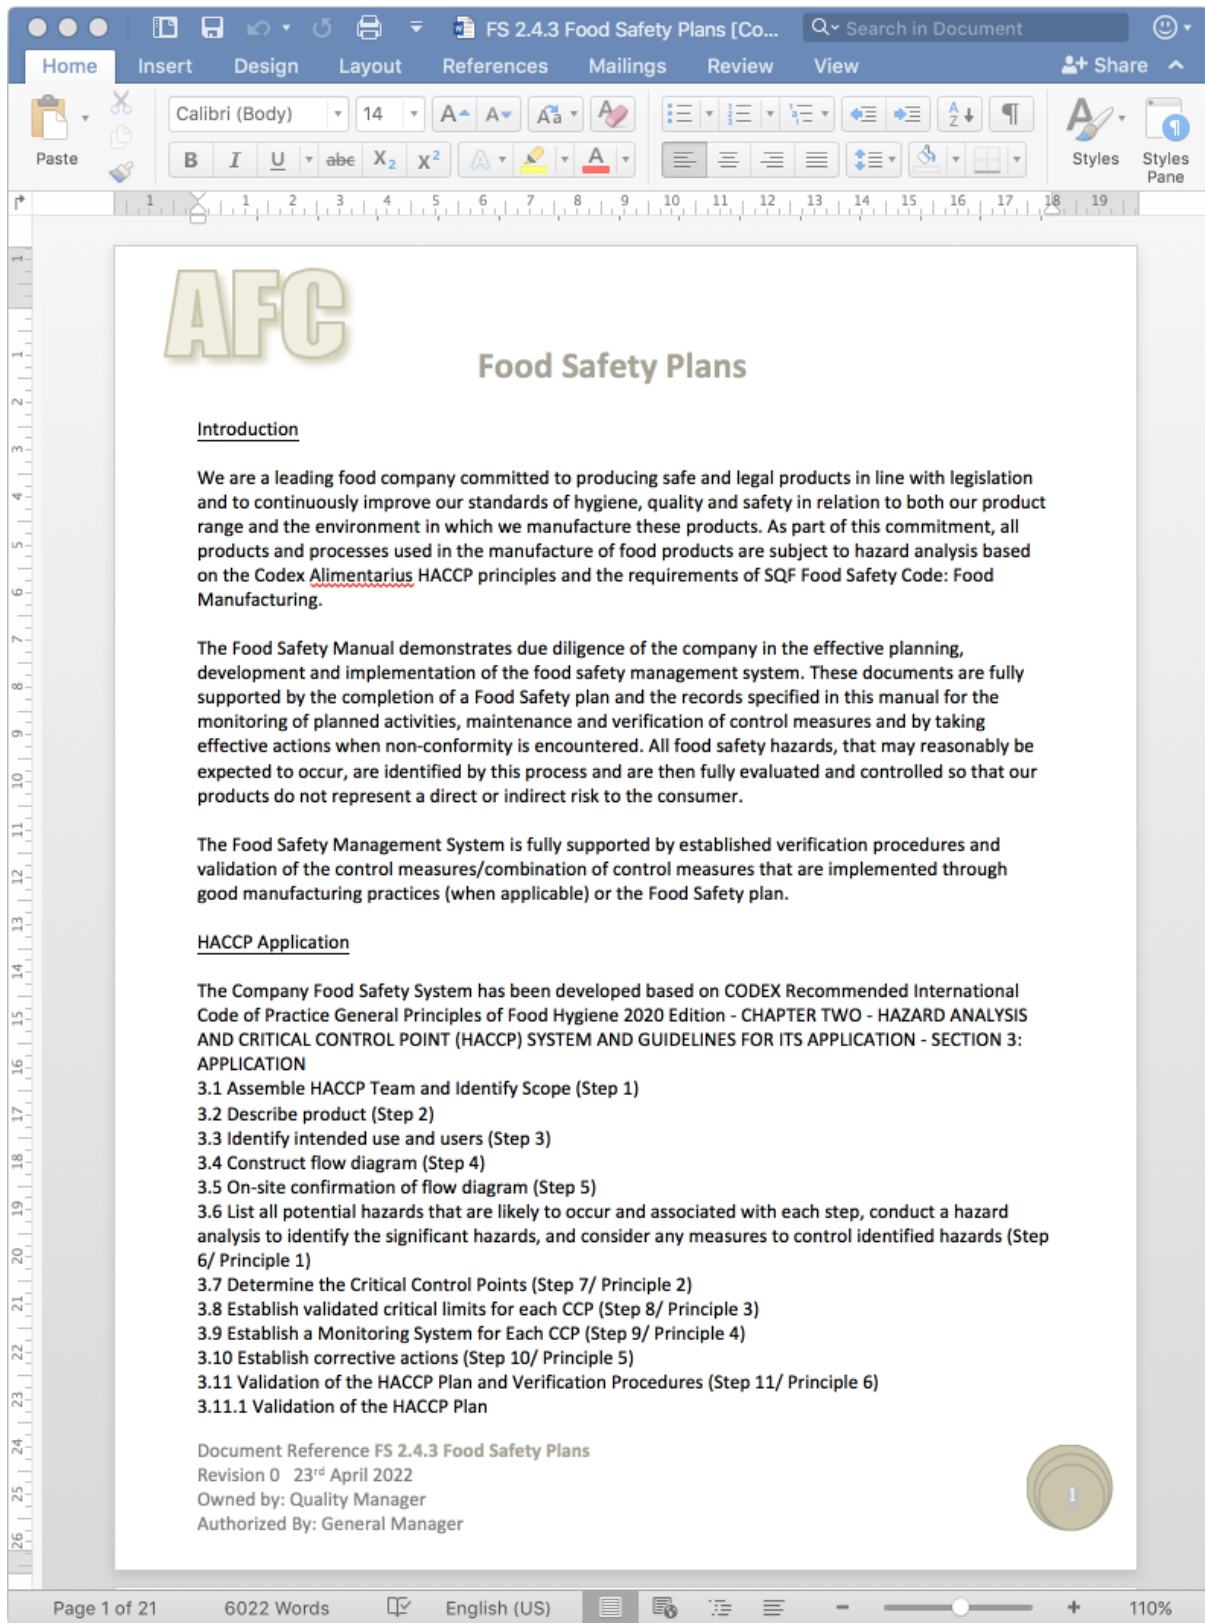 FS 2.4.3 Food Safety Plans [Co...
Search in Document
Home Insert Design Layout References Mailings Review View Share
Calibri (Body) 14
Paste
B I U abc X2 X2 A A
Styles Styles Pane
1 1 2 3 4 5 6 7 8 9 10 11 12 13 14 15 16 17 18 19
AFC
Food Safety Plans
Introduction
We are a leading food company committed to producing safe and legal products in line with legislation
and to continuously improve our standards of hygiene, quality and safety in relation to both our product
range and the environment in which we manufacture these products. As part of this commitment, all
products and processes used in the manufacture of food products are subject to hazard analysis based
on the Codex Alimentarius HACCP principles and the requirements of SQF Food Safety Code: Food
Manufacturing.
The Food Safety Manual demonstrates due diligence of the company in the effective planning,
development and implementation of the food safety management system. These documents are fully
supported by the completion of a Food Safety plan and the records specified in this manual for the
monitoring of planned activities, maintenance and verification of control measures and by taking
effective actions when non-conformity is encountered. All food safety hazards, that may reasonably be
expected to occur, are identified by this process and are then fully evaluated and controlled so that our
products do not represent a direct or indirect risk to the consumer.
The Food Safety Management System is fully supported by established verification procedures and
validation of the control measures/combination of control measures that are implemented through
good manufacturing practices (when applicable) or the Food Safety plan.
HACCP Application
The Company Food Safety System has been developed based on CODEX Recommended International
Code of Practice General Principles of Food Hygiene 2020 Edition - CHAPTER TWO - HAZARD ANALYSIS
AND CRITICAL CONTROL POINT (HACCP) SYSTEM AND GUIDELINES FOR ITS APPLICATION - SECTION 3:
APPLICATION
3.1 Assemble HACCP Team and Identify Scope (Step 1)
3.2 Describe product (Step 2)
3.3 Identify intended use and users (Step 3)
3.4 Construct flow diagram (Step 4)
3.5 On-site confirmation of flow diagram (Step 5)
3.6 List all potential hazards that are likely to occur and associated with each step, conduct a hazard
analysis to identify the significant hazards, and consider any measures to control identified hazards (Step
6/ Principle 1)
3.7 Determine the Critical Control Points (Step 7/ Principle 2)
3.8 Establish validated critical limits for each CCP (Step 8/ Principle 3)
3.9 Establish a Monitoring System for Each CCP (Step 9/ Principle 4)
3.10 Establish corrective actions (Step 10/ Principle 5)
3.11 Validation of the HACCP Plan and Verification Procedures (Step 11/ Principle 6)
3.11.1 Validation of the HACCP Plan
Document Reference FS 2.4.3 Food Safety Plans
Revision 0 23rd April 2022
Owned by: Quality Manager
Authorized By: General Manager
1
Page 1 of 21 6022 Words English (US) 110%